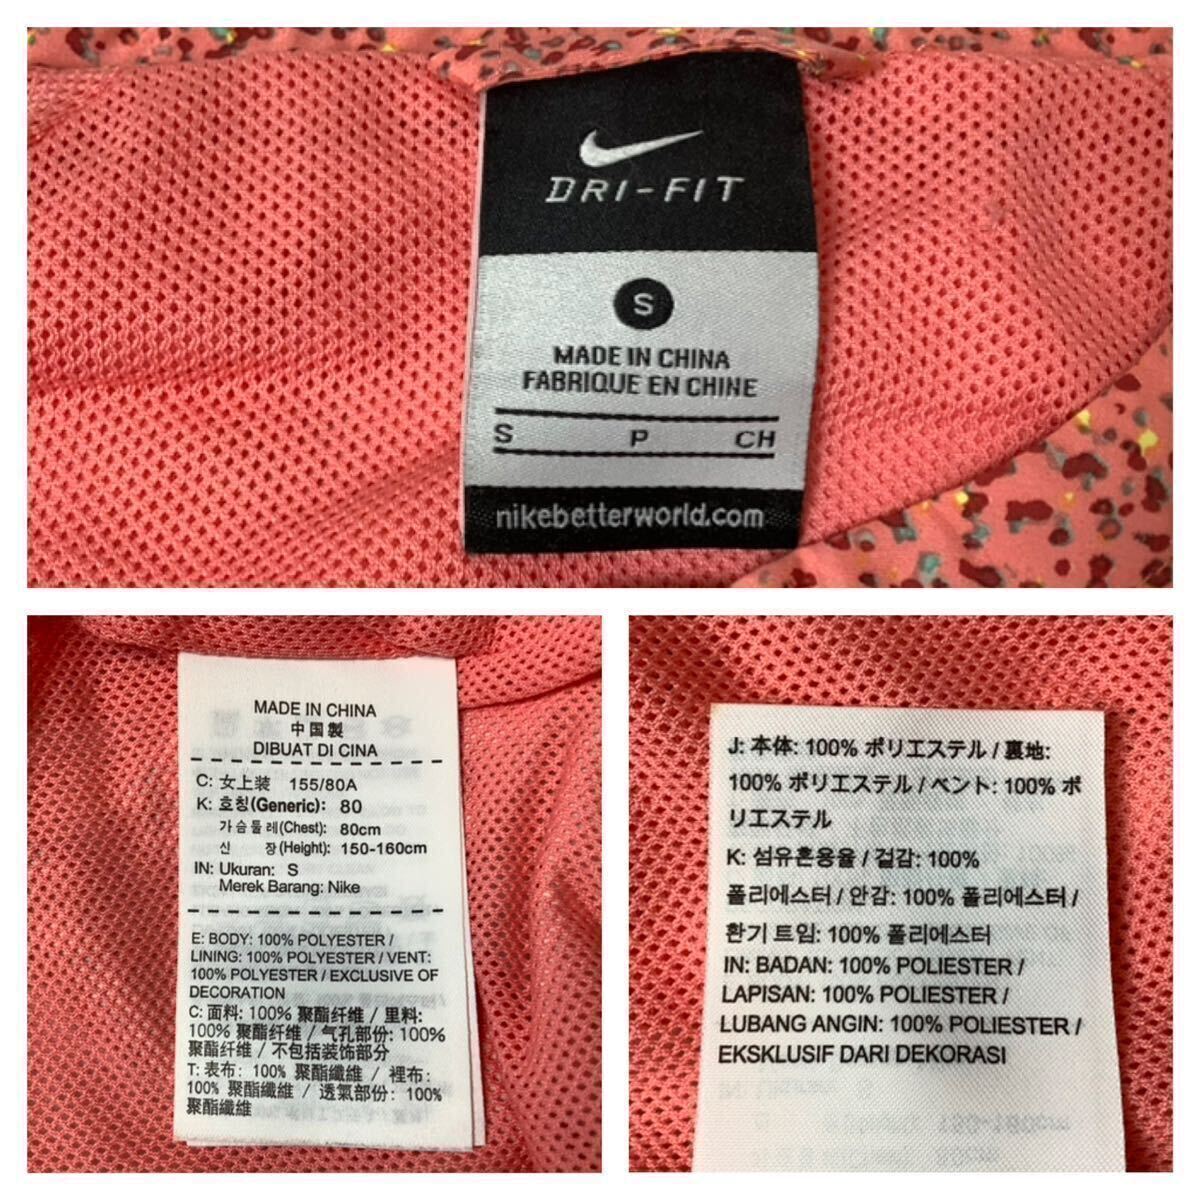 DRI-FIT
S
MADE IN CHINA
FABRIQUE EN CHINE
S P CH
nikebetterworld.com
MADE IN CHINA
中国製
DIBUAT DI CINA
C: 女上装 155/80A
K: 호칭(Generic): 80
가슴둘레(Chest): 80cm
신 장(Height): 150-160cm
IN: Ukuran: S
Merek Barang: Nike
E: BODY: 100% POLYESTER /
LINING: 100% POLYESTER / VENT:
100% POLYESTER / EXCLUSIVE OF
DECORATION
C: 面料: 100% 聚酯纤维 / 里料:
100% 聚酯纤维 / 气孔部份: 100%
聚酯纤维 / 不包括装饰部分
T: 表布: 100% 聚酯纖維 / 裡布:
100% 聚酯纖維 / 透氣部份: 100%
聚酯纖維
J: 本体: 100% ポリエステル / 裏地:
100% ポリエステル / ベント: 100% ポ
リエステル
K: 섬유혼용율 / 겉감: 100%
폴리에스터 / 안감: 100% 폴리에스터 /
환기 트임: 100% 폴리에스터
IN: BADAN: 100% POLIESTER /
LAPISAN: 100% POLIESTER /
LUBANG ANGIN: 100% POLIESTER /
EKSKLUSIF DARI DEKORASI